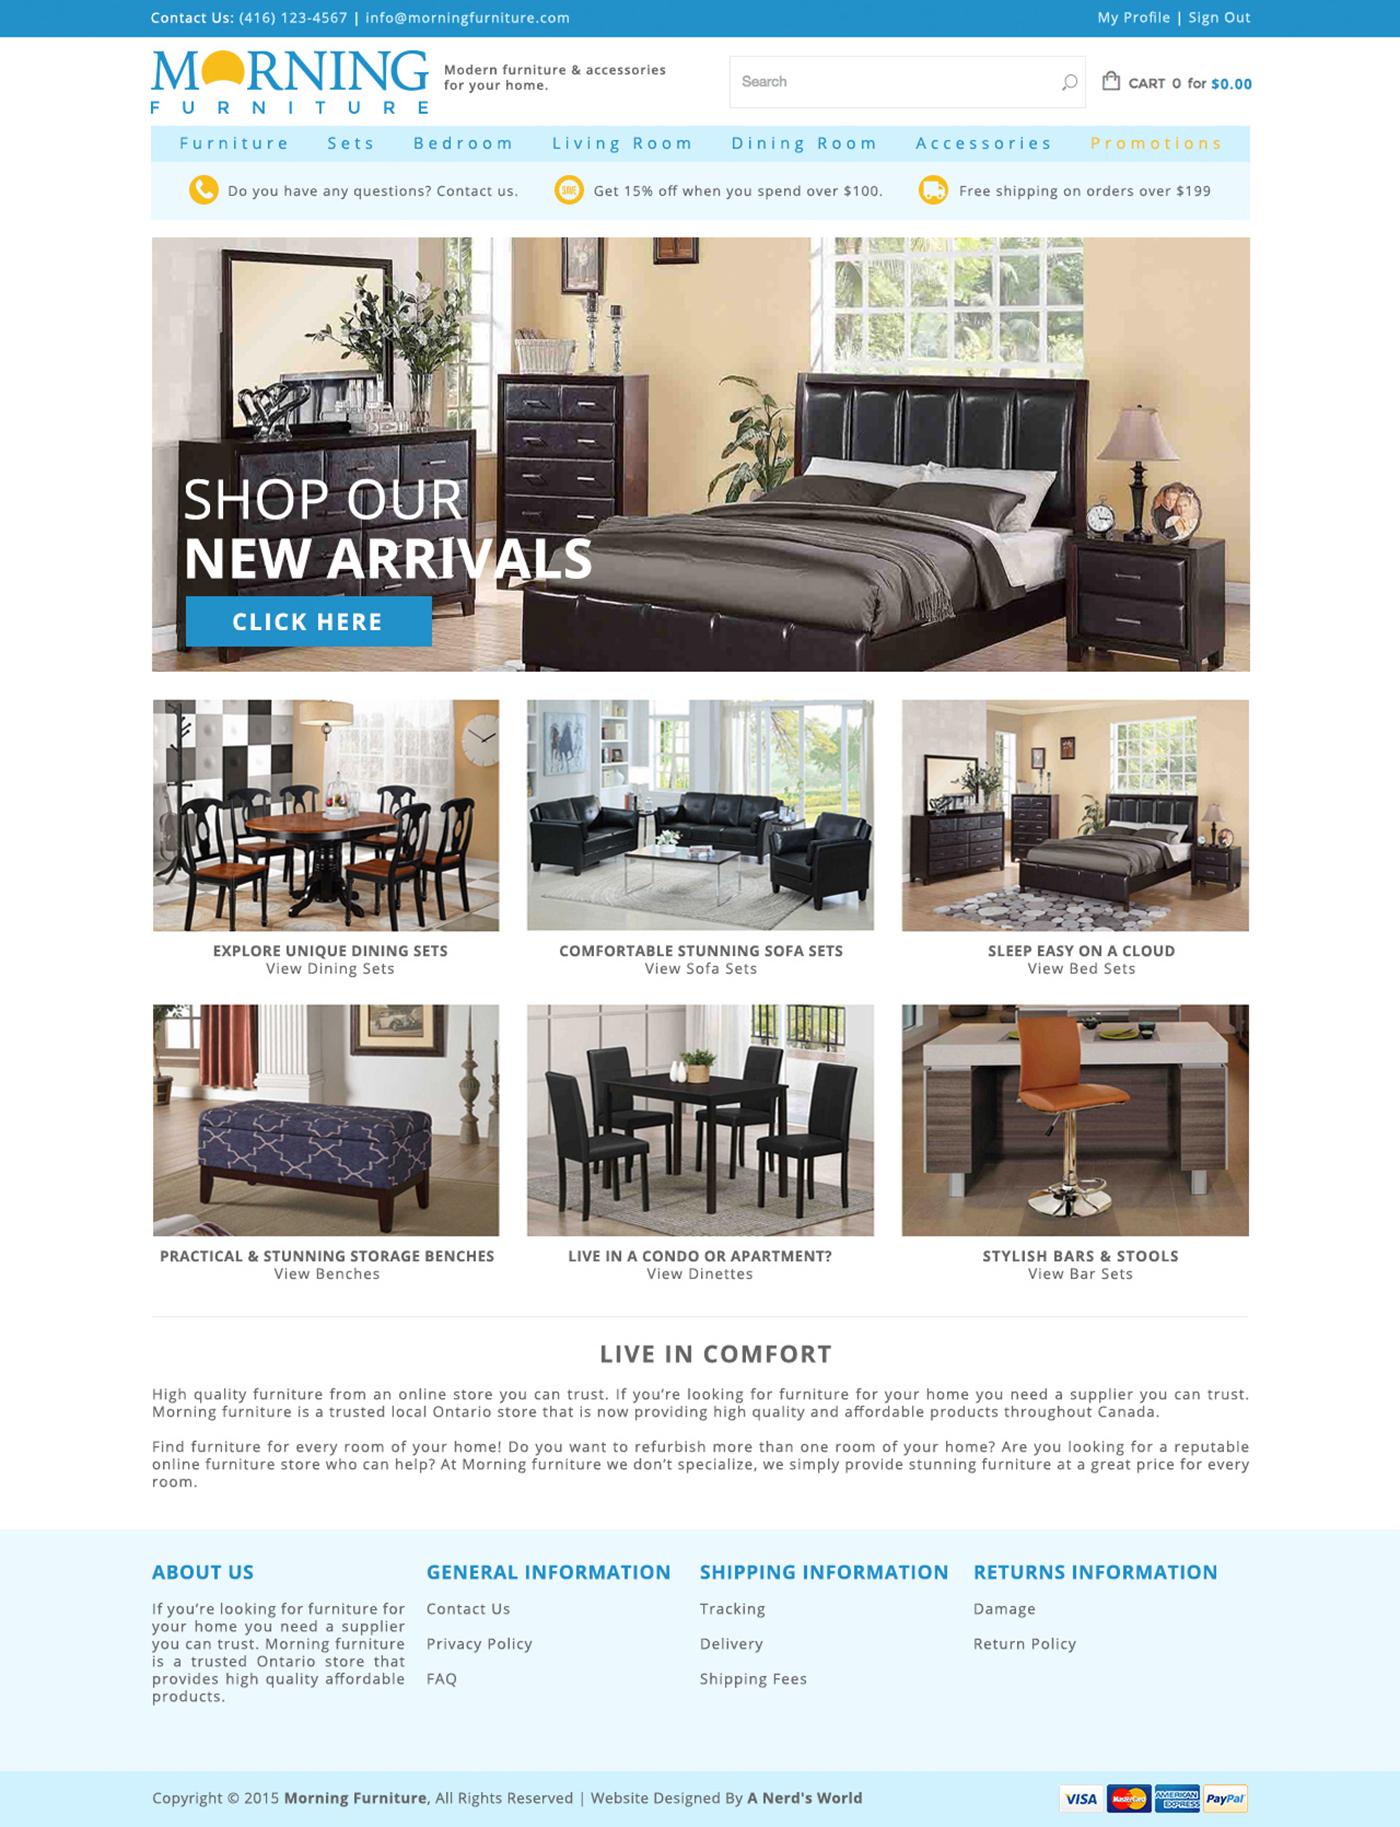 Contact Us: (416) 123-4567 | info@morningfurniture.com
My Profile | Sign Out
MORNING
FURNITURE
Modern furniture & accessories
for your home.
Search
CART 0 for $0.00
Furniture Sets Bedroom Living Room Dining Room Accessories Promotions
Do you have any questions? Contact us.
SAVE
Get 15% off when you spend over $100.
Free shipping on orders over $199
SHOP OUR
NEW ARRIVALS
CLICK HERE
EXPLORE UNIQUE DINING SETS
View Dining Sets
COMFORTABLE STUNNING SOFA SETS
View Sofa Sets
SLEEP EASY ON A CLOUD
View Bed Sets
PRACTICAL & STUNNING STORAGE BENCHES
View Benches
LIVE IN A CONDO OR APARTMENT?
View Dinettes
STYLISH BARS & STOOLS
View Bar Sets
LIVE IN COMFORT
High quality furniture from an online store you can trust. If you're looking for furniture for your home you need a supplier you can trust.
Morning furniture is a trusted local Ontario store that is now providing high quality and affordable products throughout Canada.
Find furniture for every room of your home! Do you want to refurbish more than one room of your home? Are you looking for a reputable
online furniture store who can help? At Morning furniture we don't specialize, we simply provide stunning furniture at a great price for every
room.
ABOUT US
If you're looking for furniture for
your home you need a supplier
you can trust. Morning furniture
is a trusted Ontario store that
provides high quality affordable
products.
GENERAL INFORMATION
Contact Us
Privacy Policy
FAQ
SHIPPING INFORMATION
Tracking
Delivery
Shipping Fees
RETURNS INFORMATION
Damage
Return Policy
Copyright © 2015 Morning Furniture, All Rights Reserved | Website Designed By A Nerd's World
VISA
MasterCard
AMERICAN
EXPRESS
PayPal